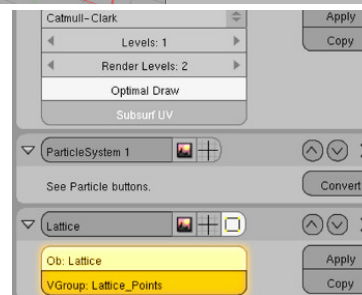 Catmull-Clark
Apply
Levels: 1
Copy
Render Levels: 2
Optimal Draw
Subsurf UV
ParticleSystem 1
See Particle buttons.
Convert
Lattice
Ob: Lattice
Apply
VGroup: Lattice_Points
Copy